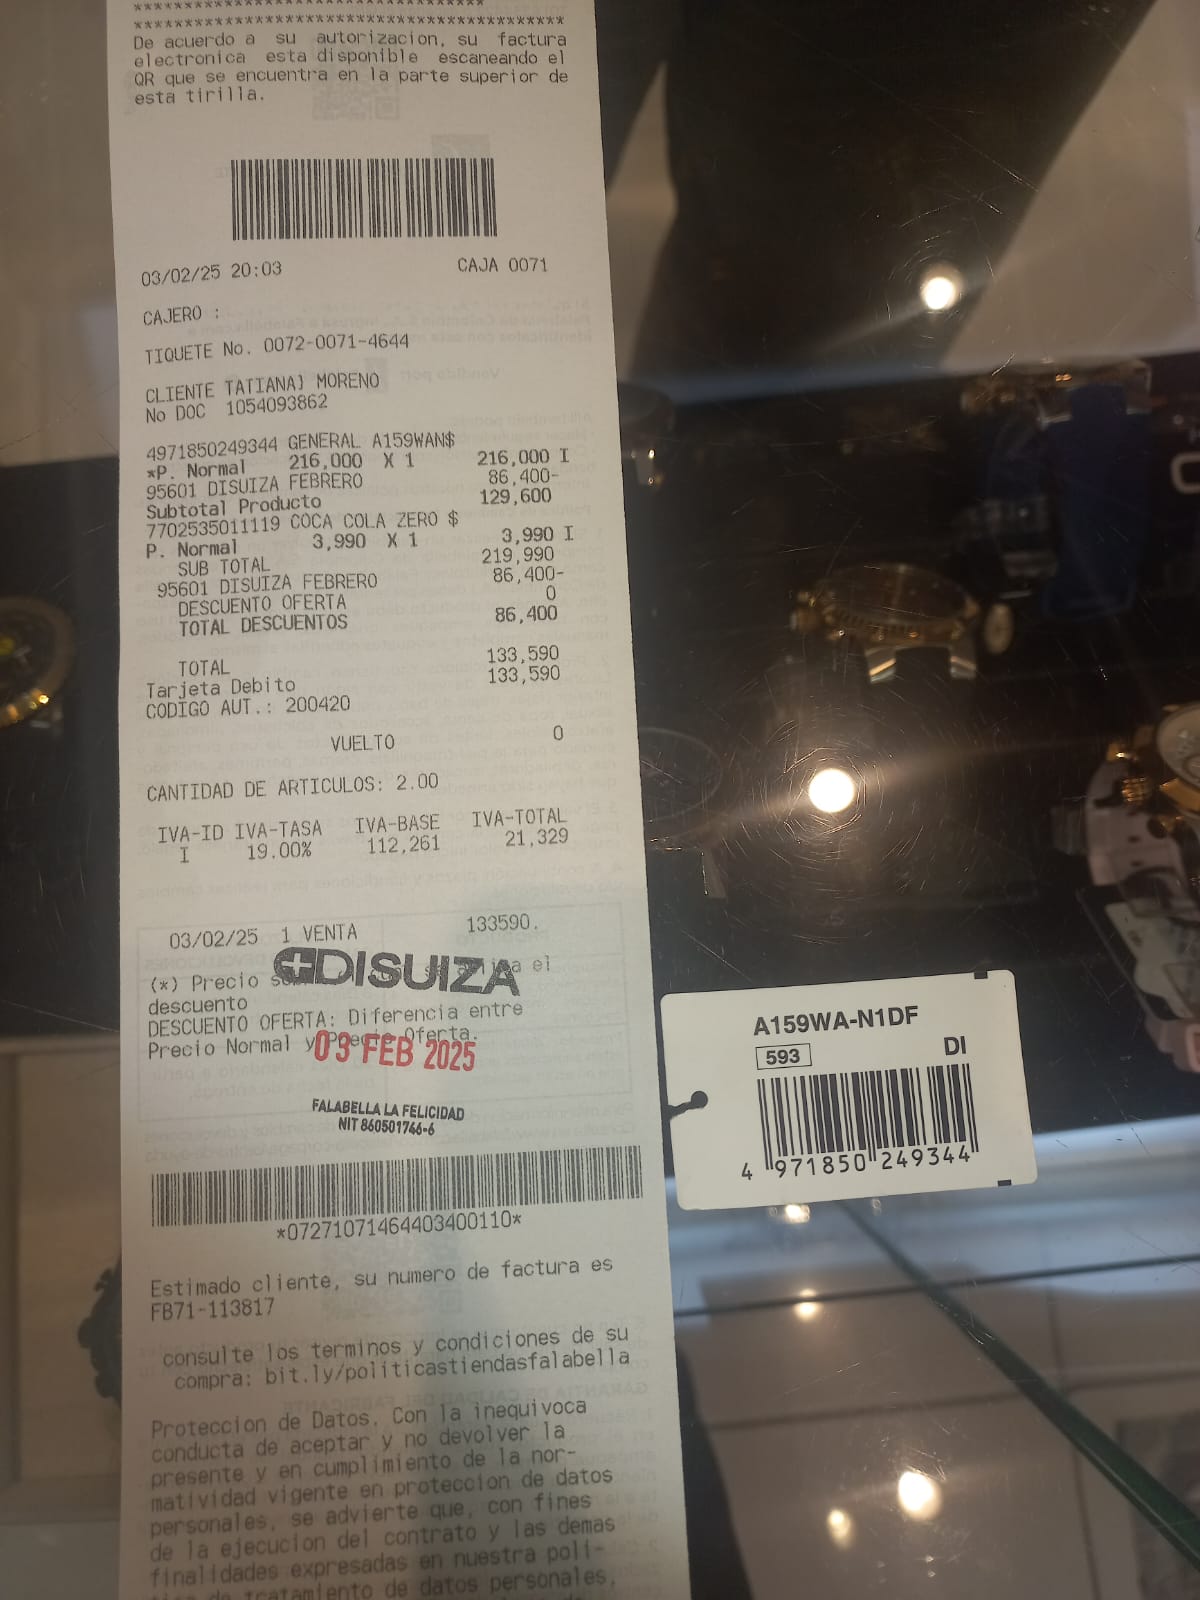 ****************************************
*******************************************
De acuerdo a su autorizacion, su factura
electronica esta disponible escaneando el
QR que se encuentra en la parte superior de
esta tirilla.
03/02/25 20:03 CAJA 0071
CAJERO :
TIQUETE No. 0072-0071-4644
CLIENTE TATIANAJ MORENO
No DOC 1054093862
4971850249344 GENERAL A159WAN$
*P. Normal 216,000 X 1 216,000 I
95601 DISUIZA FEBRERO 86,400-
Subtotal Producto 129,600
7702535011119 COCA COLA ZERO $
P. Normal 3,990 X 1 3,990 I
SUB TOTAL 219,990
95601 DISUIZA FEBRERO 86,400-
DESCUENTO OFERTA 0
TOTAL DESCUENTOS 86,400
TOTAL 133,590
Tarjeta Debito 133,590
CODIGO AUT.: 200420
VUELTO 0
CANTIDAD DE ARTICULOS: 2.00
IVA-ID IVA-TASA IVA-BASE IVA-TOTAL
I 19.00% 112,261 21,329
03/02/25 1 VENTA 133590.
DISUIZA
(*) Precio el
descuento
DESCUENTO OFERTA: Diferencia entre
Precio Normal y Precio Oferta.
03 FEB 2025
FALABELLA LA FELICIDAD
NIT 860501746-6
*07271071464403400110*
Estimado cliente, su numero de factura es
FB71-113817
consulte los terminos y condiciones de su
compra: bit.ly/politicastiendasfalabella
Proteccion de Datos. Con la inequivoca
conducta de aceptar y no devolver la
presente y en cumplimiento de la nor-
matividad vigente en proteccion de datos
personales, se advierte que, con fines
de la ejecucion del contrato y las demas
finalidades expresadas en nuestra poli-
de tratamiento de datos personales,
A159WA-N1DF
593 DI
4 971850 249344